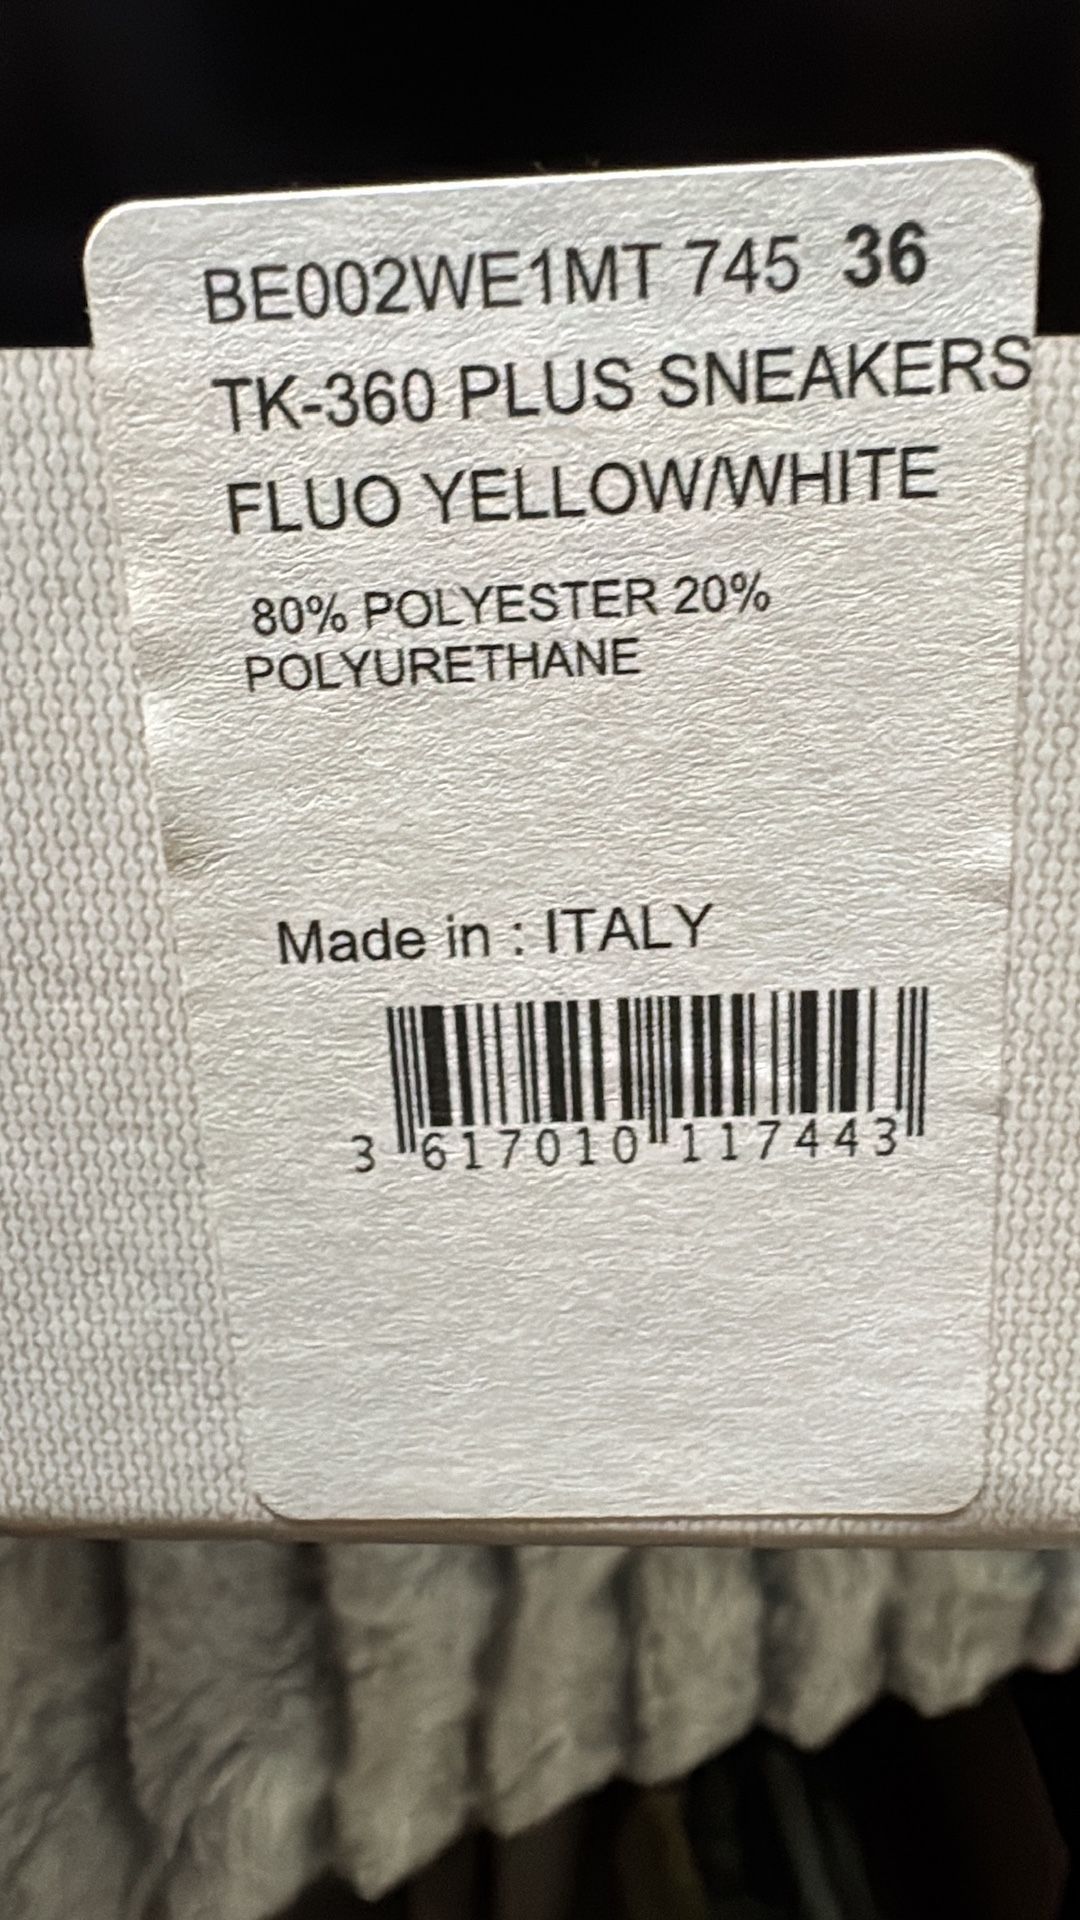 BE002WE1MT 745 36
TK-360 PLUS SNEAKERS
FLUO YELLOW/WHITE
80% POLYESTER 20%
POLYURETHANE
Made in : ITALY
3 617010 117443